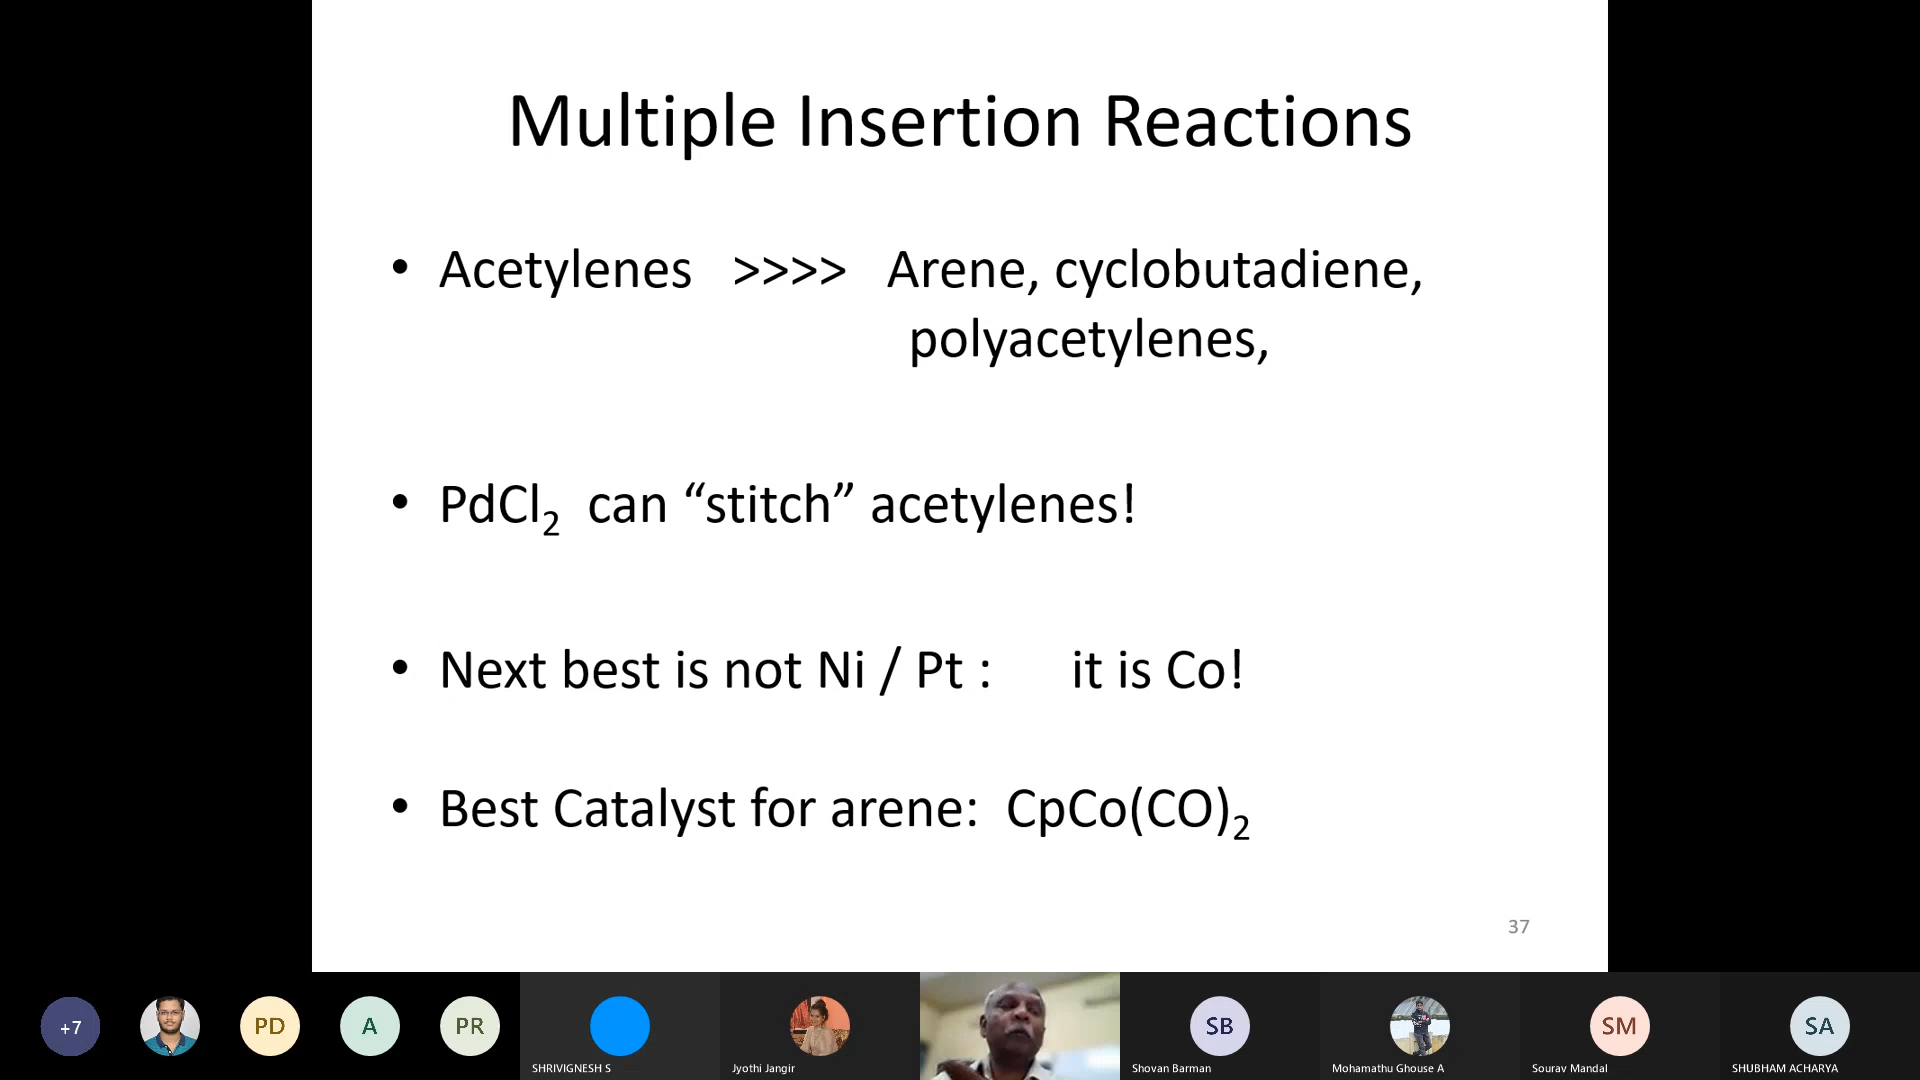 Multiple Insertion Reactions
• Acetylenes >>>> Arene, cyclobutadiene,
polyacetylenes,
• PdCl₂ can “stitch” acetylenes!
• Next best is not Ni / Pt : it is Co!
• Best Catalyst for arene: CpCo(CO)₂
37
+7
PD
A
PR
SHRIVIGNESH S
Jyothi Jangir
SB
Shovan Barman
Mohamathu Ghouse A
SM
Sourav Mandal
SA
SHUBHAM ACHARYA